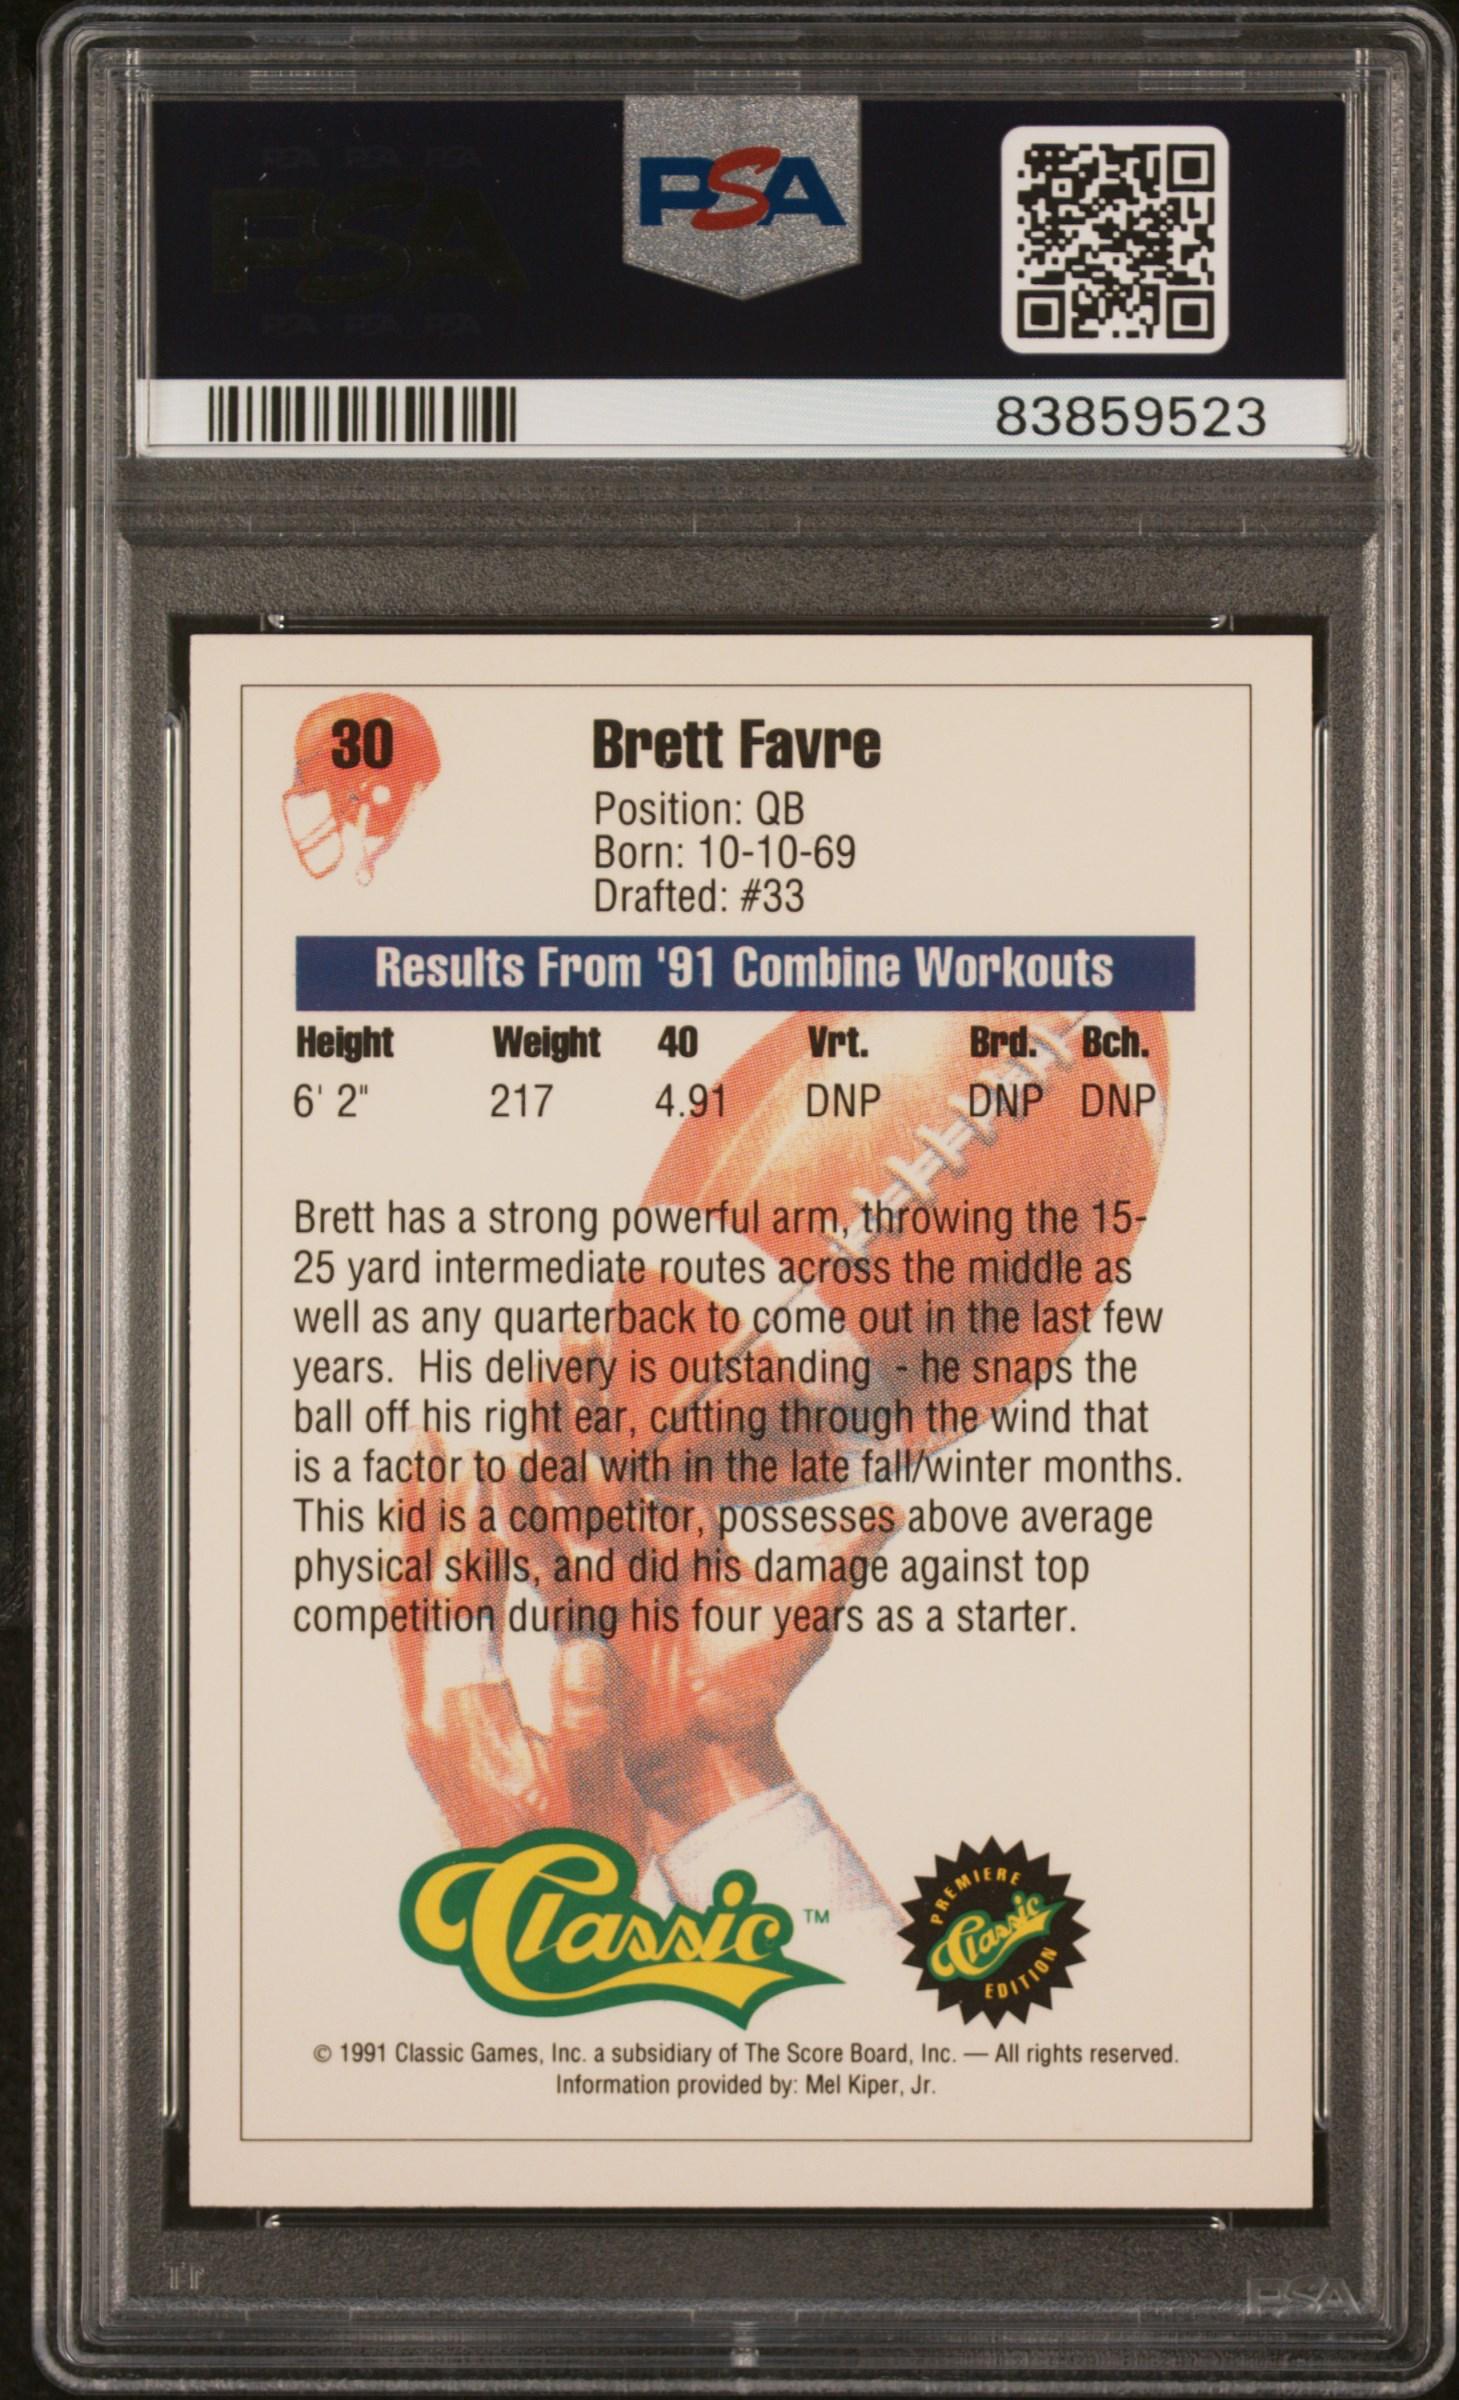 PSA PSA PSA
PSA
PSA PSA PSA
PSA
83859523
30
Brett Favre
Position: QB
Born: 10-10-69
Drafted: #33
Results From '91 Combine Workouts
Height Weight 40 Vrt. Brd. Bch.
6' 2" 217 4.91 DNP DNP DNP
Brett has a strong powerful arm, throwing the 15-
25 yard intermediate routes across the middle as
well as any quarterback to come out in the last few
years.  His delivery is outstanding  - he snaps the
ball off his right ear, cutting through the wind that
is a factor to deal with in the late fall/winter months.
This kid is a competitor, possesses above average
physical skills, and did his damage against top
competition during his four years as a starter.
Classic™
PREMIERE
Classic
EDITION
© 1991 Classic Games, Inc. a subsidiary of The Score Board, Inc. — All rights reserved.
Information provided by: Mel Kiper, Jr.
PSA